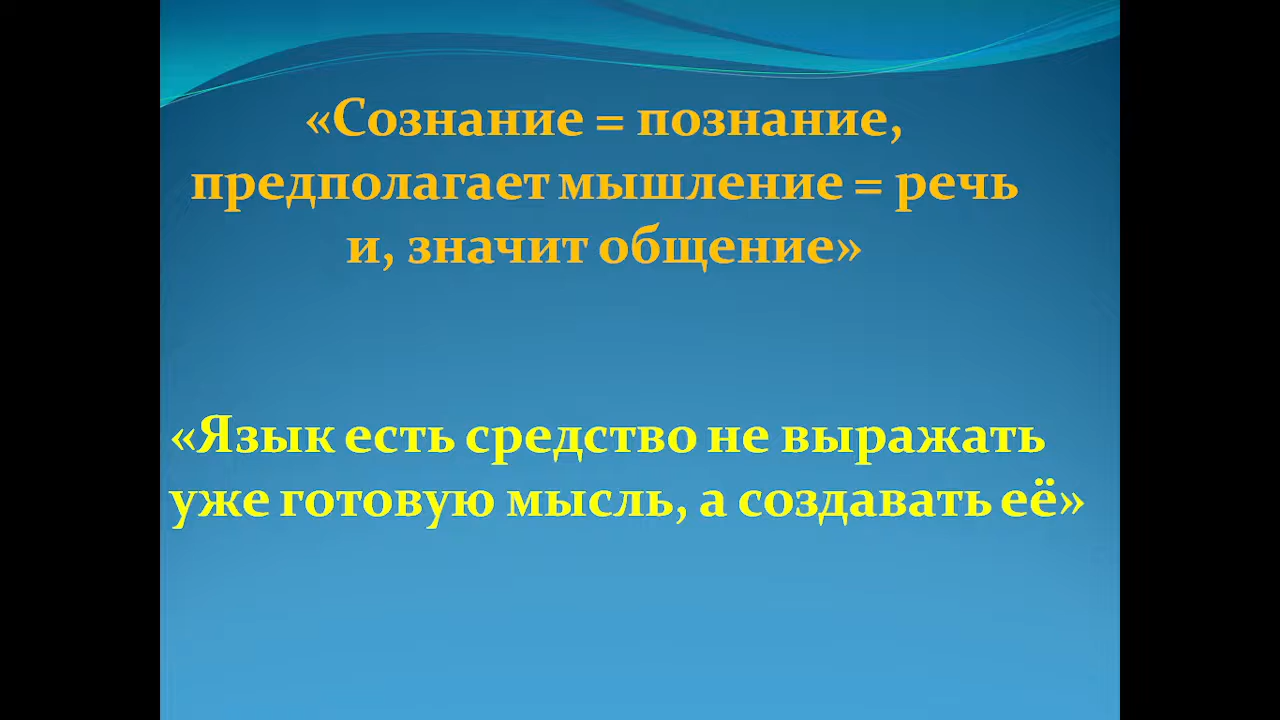 «Сознание = познание,
предполагает мышление = речь
и, значит общение»
«Язык есть средство не выражать
уже готовую мысль, а создавать её»